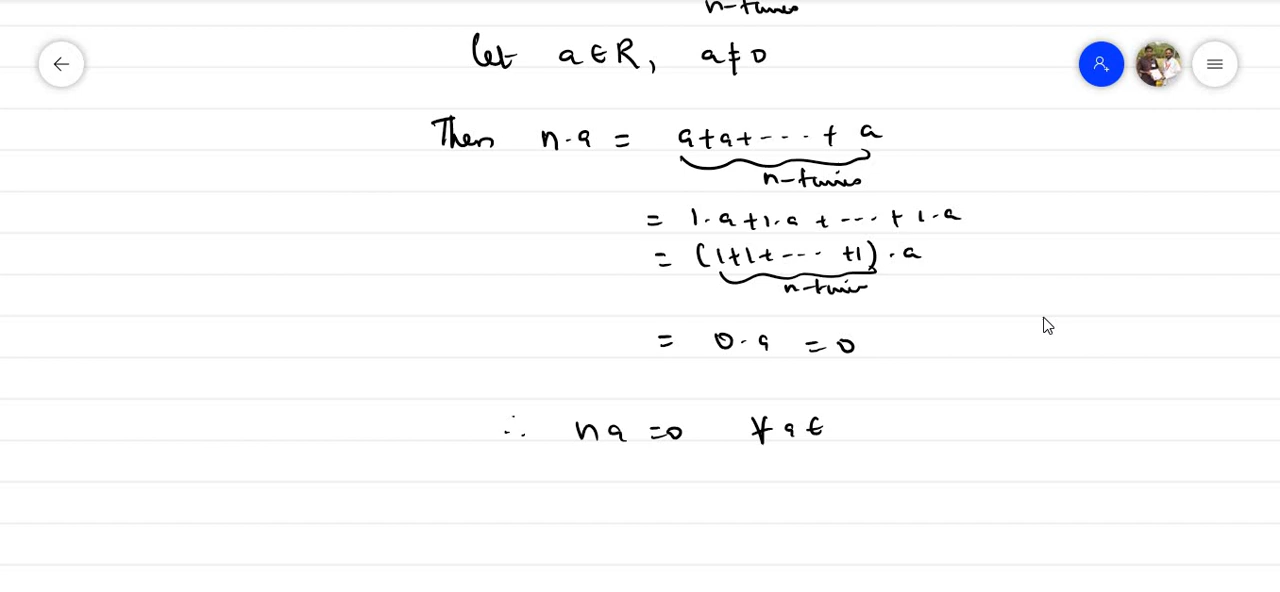 n-times
let a ∈ R, a ≠ 0
Then n·a = a+a+---·+ a
n-times
= 1·a+1·a + ---· + 1·a
= (1+1+--- +1)·a
n-times
= 0·a = 0
∴ na = 0 ∀ a ∈